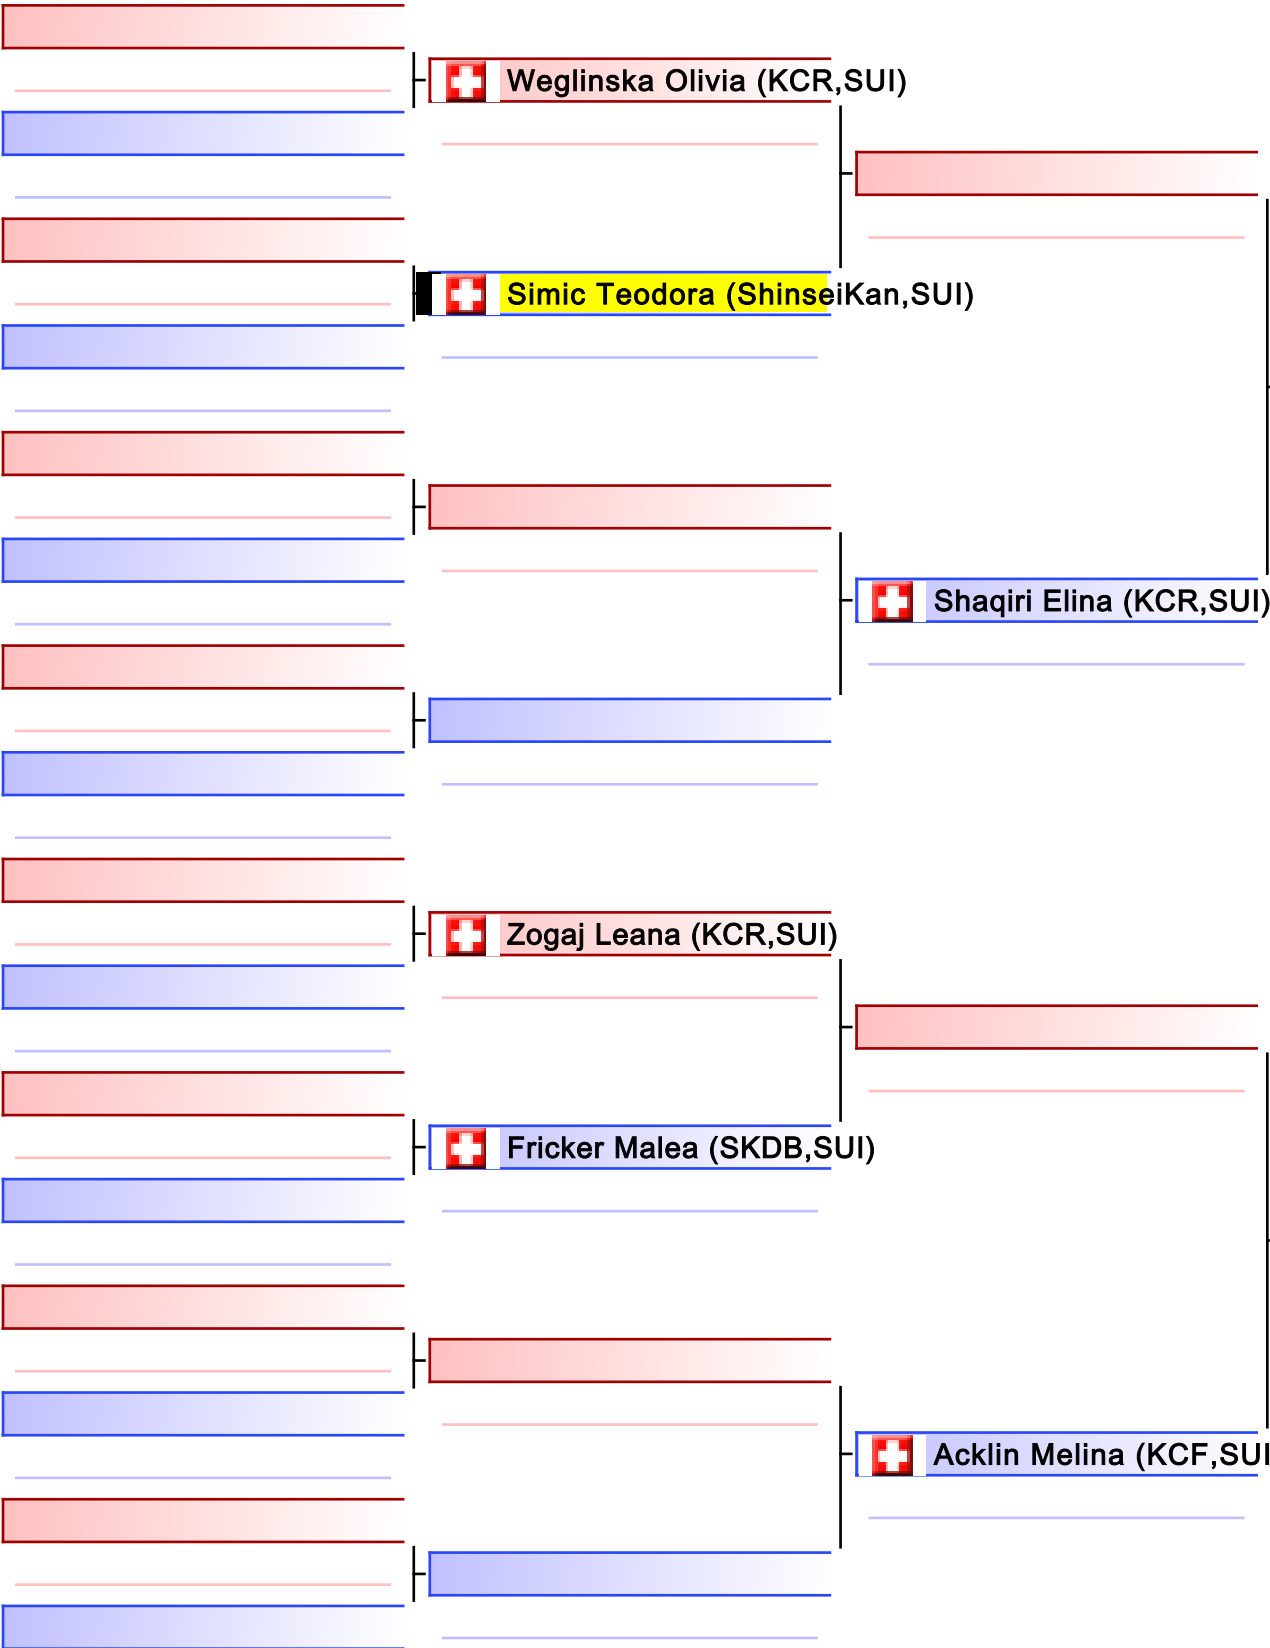 Weglinska Olivia (KCR,SUI)
Simic Teodora (ShinseiKan,SUI)
Shaqiri Elina (KCR,SUI)
Zogaj Leana (KCR,SUI)
Fricker Malea (SKDB,SUI)
Acklin Melina (KCF,SUI